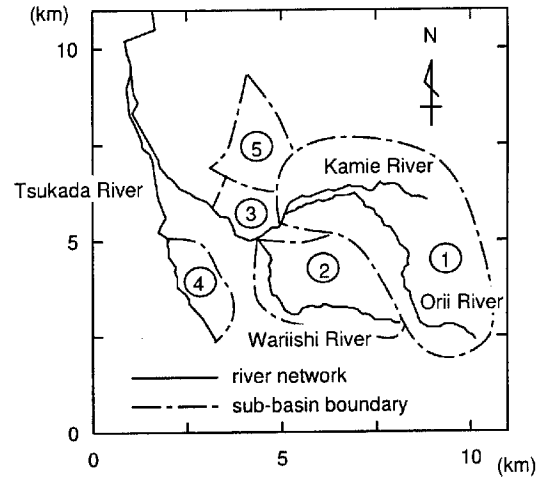 (km)
10
5
0
N
Kamie River
Tsukada River
5
3
2
1
4
Orii River
Wariishi River
river network
sub-basin boundary
0
5
10
(km)